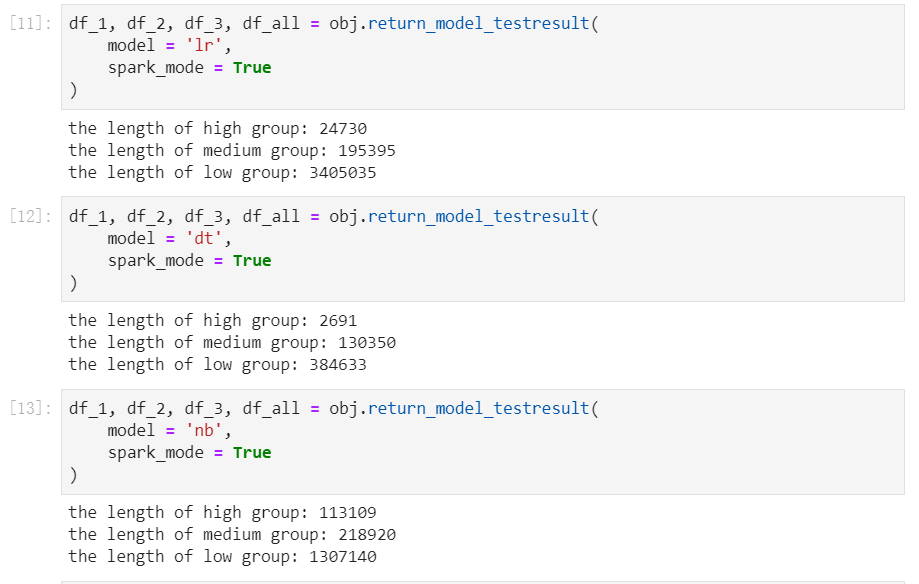 [11]: df_1, df_2, df_3, df_all = obj.return_model_testresult(
model = 'lr',
spark_mode = True
)
the length of high group: 24730
the length of medium group: 195395
the length of low group: 3405035
[12]: df_1, df_2, df_3, df_all = obj.return_model_testresult(
model = 'dt',
spark_mode = True
)
the length of high group: 2691
the length of medium group: 130350
the length of low group: 384633
[13]: df_1, df_2, df_3, df_all = obj.return_model_testresult(
model = 'nb',
spark_mode = True
)
the length of high group: 113109
the length of medium group: 218920
the length of low group: 1307140